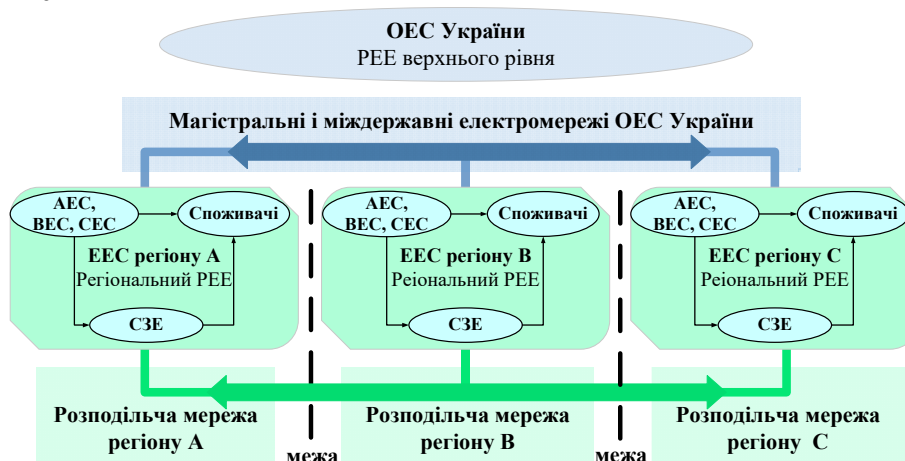 ОЕС України
РЕЕ верхнього рівня
Магістральні і міждержавні електромережі ОЕС України
АЕС,
ВЕС, СЕС
Споживачі
ЕЕС регіону А
Регіональний РЕЕ
СЗЕ
АЕС,
ВЕС, СЕС
Споживачі
ЕЕС регіону В
Реіональний РЕЕ
СЗЕ
АЕС,
ВЕС, СЕС
Споживачі
ЕЕС регіону С
Реіональний РЕЕ
СЗЕ
Розподільча мережа
регіону А
межа
Розподільча мережа
регіону В
межа
Розподільча мережа
регіону С